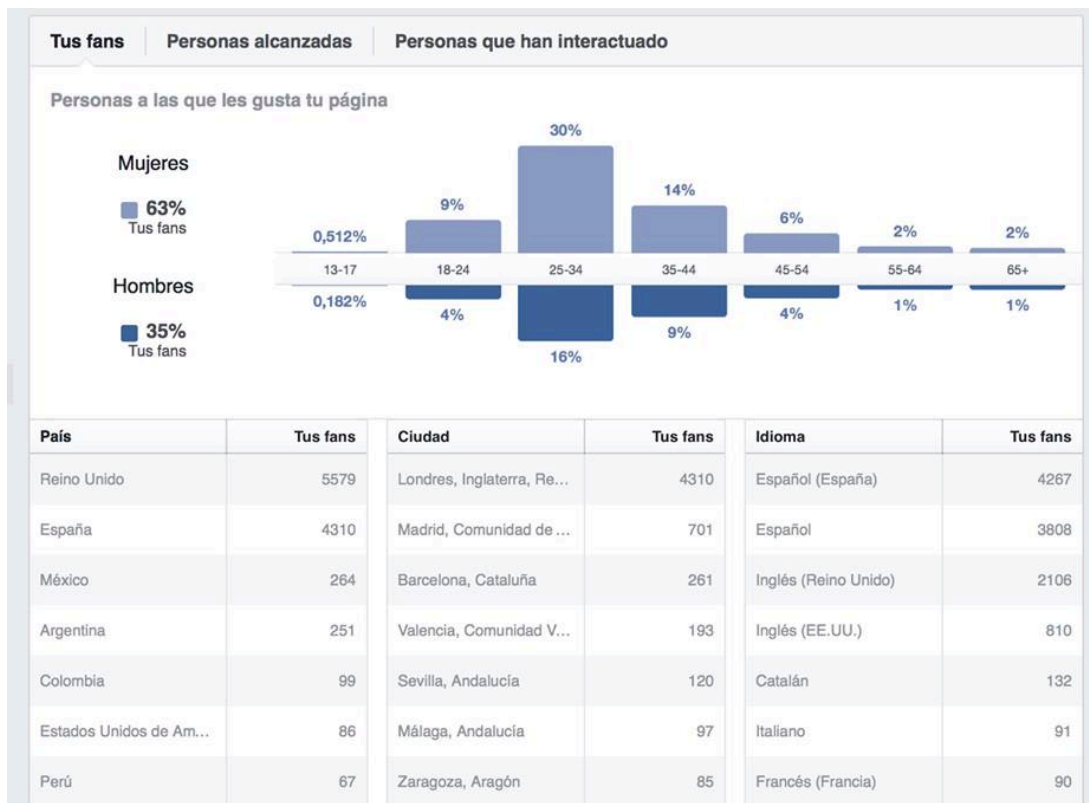 Tus fans Personas alcanzadas Personas que han interactuado
Personas a las que les gusta tu página
Mujeres
63%
Tus fans
Hombres
35%
Tus fans
0,512% 9% 30% 14% 6% 2% 2%
13-17 18-24 25-34 35-44 45-54 55-64 65+
0,182% 4% 16% 9% 4% 1% 1%
País Tus fans Ciudad Tus fans Idioma Tus fans
Reino Unido 5579 Londres, Inglaterra, Re... 4310 Español (España) 4267
España 4310 Madrid, Comunidad de ... 701 Español 3808
México 264 Barcelona, Cataluña 261 Inglés (Reino Unido) 2106
Argentina 251 Valencia, Comunidad V... 193 Inglés (EE.UU.) 810
Colombia 99 Sevilla, Andalucía 120 Catalán 132
Estados Unidos de Am... 86 Málaga, Andalucía 97 Italiano 91
Perú 67 Zaragoza, Aragón 85 Francés (Francia) 90